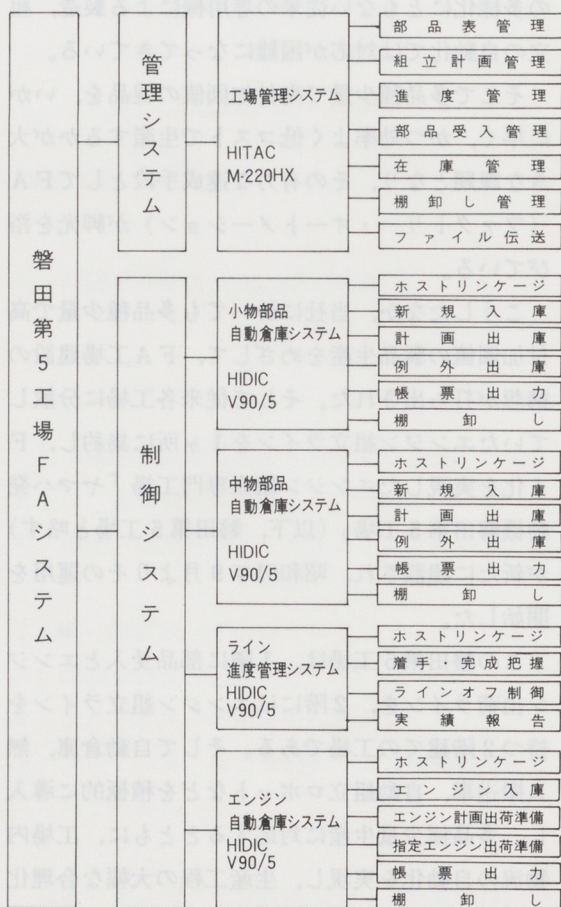 磐田第5工場FAシステム
管理システム
工場管理システム
HITAC
M-220HX
部品表管理
組立計画管理
進度管理
部品受入管理
在庫管理
棚卸し管理
ファイル伝送
制御システム
小物部品
自動倉庫システム
HIDIC
V90/5
ホストリンケージ
新規入庫
計画出庫
例外出庫
帳票出力
棚卸し
中物部品
自動倉庫システム
HIDIC
V90/5
ホストリンケージ
新規入庫
計画出庫
例外出庫
帳票出力
棚卸し
ライン
進度管理システム
HIDIC
V90/5
ホストリンケージ
着手・完成把握
ラインオフ制御
実績報告
エンジン
自動倉庫システム
HIDIC
V90/5
ホストリンケージ
エンジン入庫
エンジン計画出荷準備
指定エンジン出荷準備
帳票出力
棚卸し